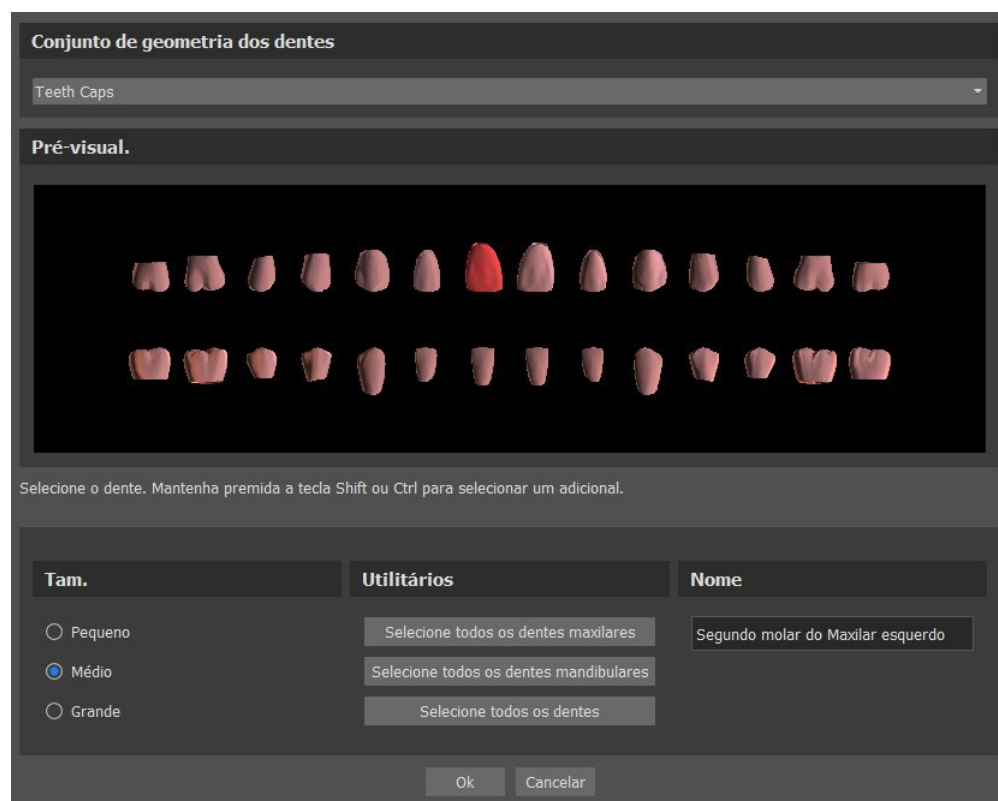 Conjunto de geometria dos dentes
Teeth Caps
Pré-visual.
Selecione o dente. Mantenha premida a tecla Shift ou Ctrl para selecionar um adicional.
Tam.
Utilitários
Nome
Pequeno
Selecione todos os dentes maxilares
Segundo molar do Maxilar esquerdo
Médio
Selecione todos os dentes mandibulares
Grande
Selecione todos os dentes
Ok
Cancelar